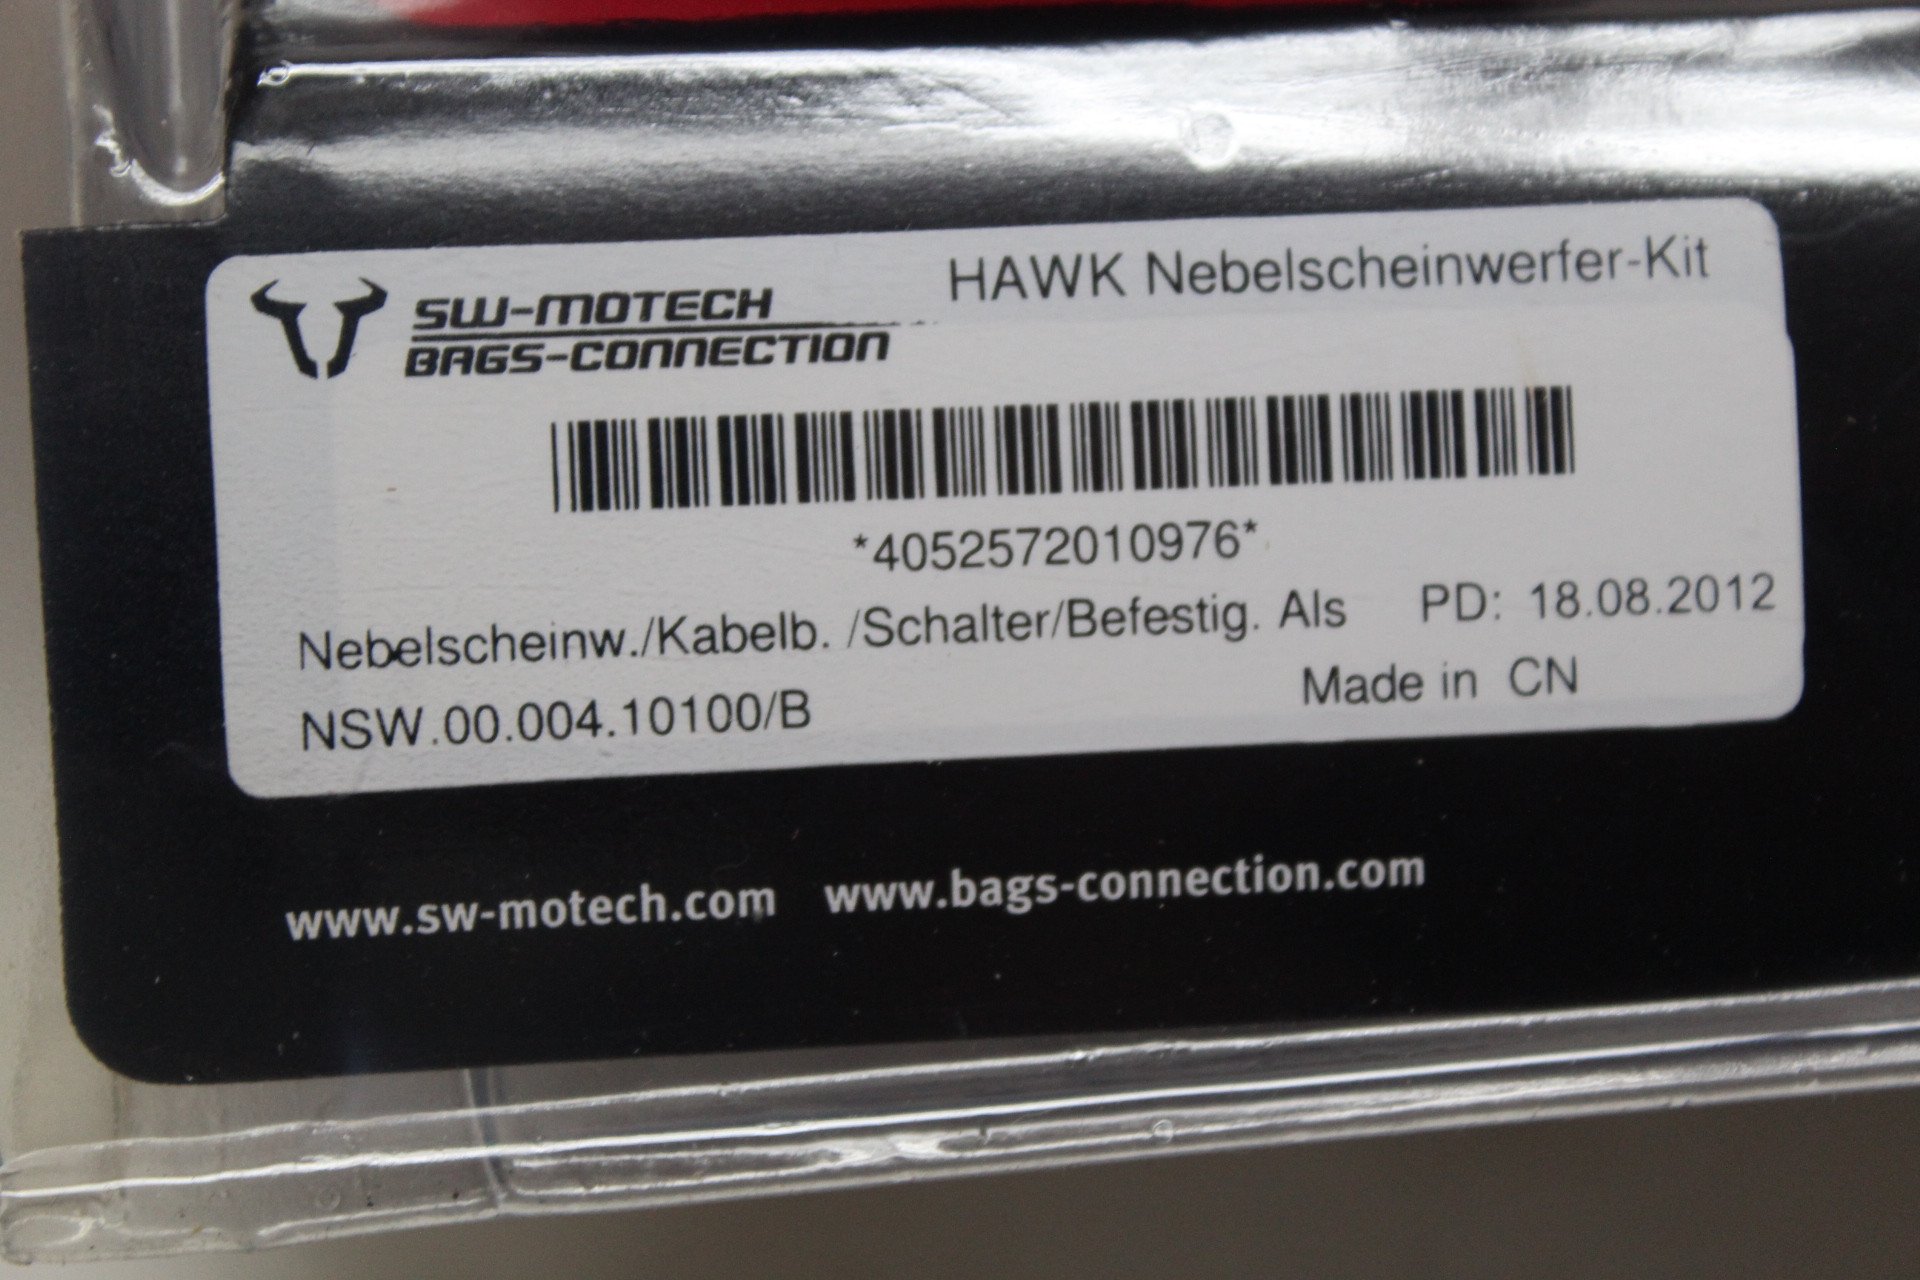 SW-MOTECH
BAGS-CONNECTION
HAWK Nebelscheinwerfer-Kit
*4052572010976*
Nebelscheinw./Kabelb. /Schalter/Befestig. Als
PD: 18.08.2012
NSW.00.004.10100/B
Made in CN
www.sw-motech.com www.bags-connection.com